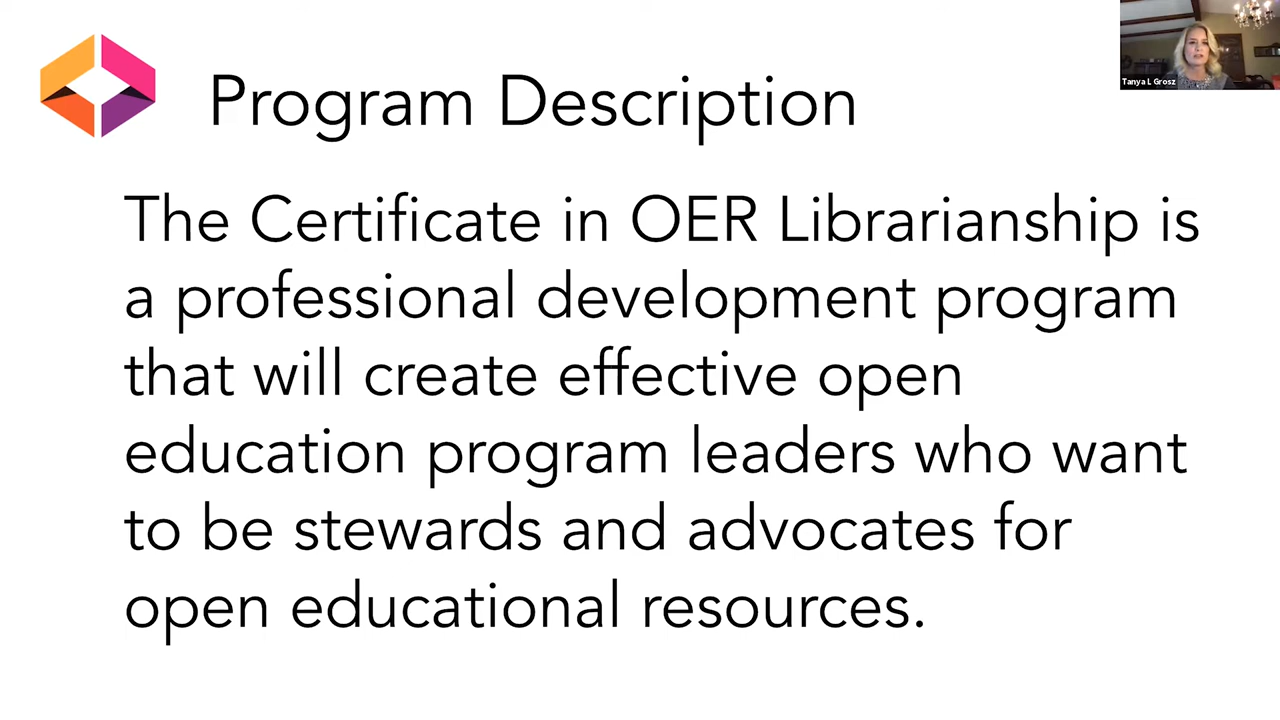 Program Description
Tanya L Grosz
The Certificate in OER Librarianship is
a professional development program
that will create effective open
education program leaders who want
to be stewards and advocates for
open educational resources.